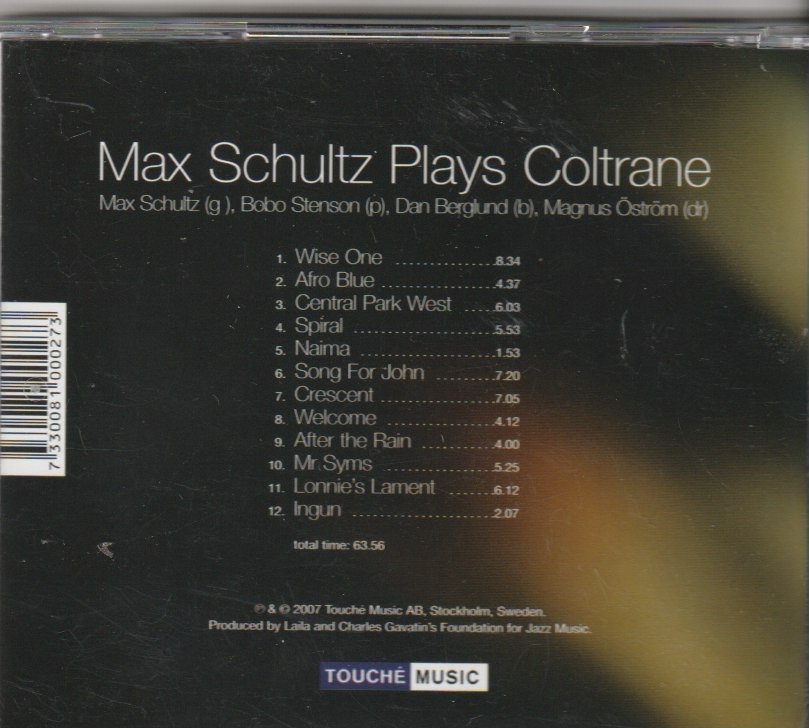 Max Schultz Plays Coltrane
Max Schultz (g ), Bobo Stenson (p), Dan Berglund (b), Magnus Öström (dr)
1. Wise One ................ 8.34
2. Afro Blue .................. 4.37
3. Central Park West ....... 6.03
4. Spiral ....................... 5.53
5. Naima ...................... 1.53
6. Song For John ........... 7.20
7. Crescent ................... 7.05
8. Welcome ................... 4.12
9. After the Rain ............ 4.00
10. Mr Syms .................. 5.25
11. Lonnie's Lament ........ 6.12
12. Ingun ....................... 2.07
total time: 63.56
7 330081 000273
℗ & © 2007 Touché Music AB, Stockholm, Sweden.
Produced by Laila and Charles Gavatin's Foundation for Jazz Music.
TOUCHÉ MUSIC